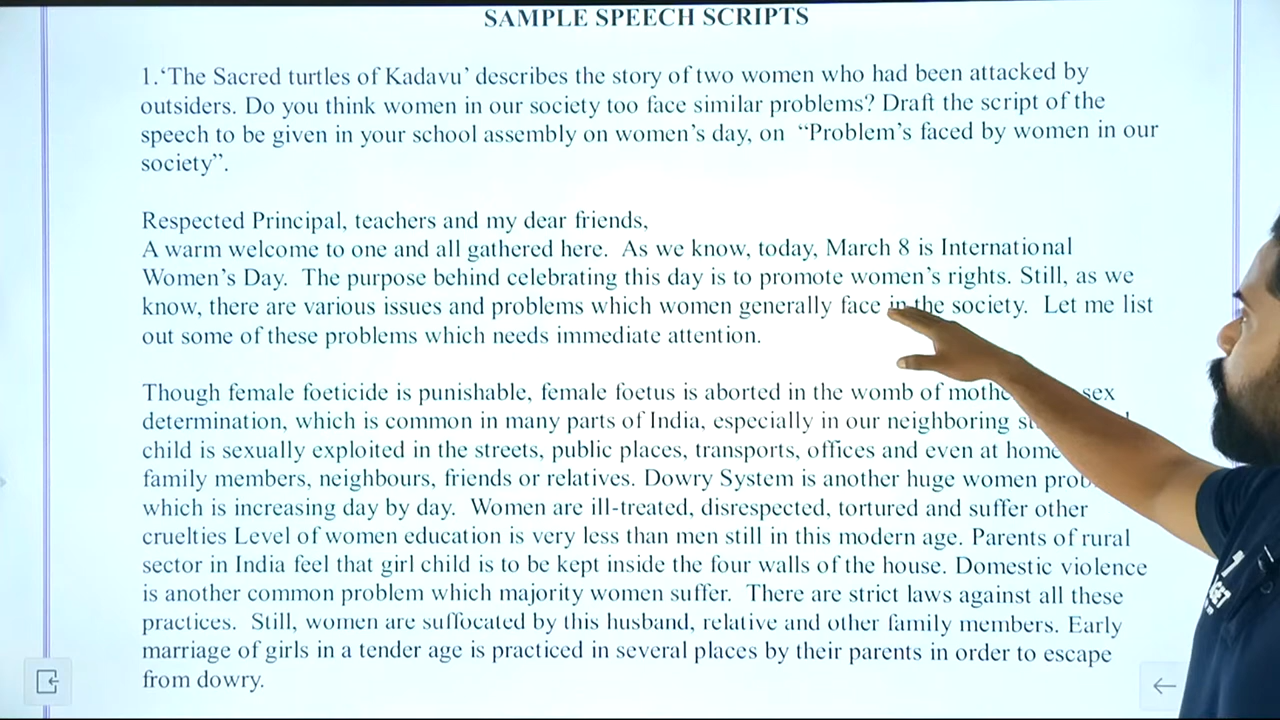 SAMPLE SPEECH SCRIPTS
1.‘The Sacred turtles of Kadavu’ describes the story of two women who had been attacked by
outsiders. Do you think women in our society too face similar problems? Draft the script of the
speech to be given in your school assembly on women’s day, on “Problem’s faced by women in our
society”.
Respected Principal, teachers and my dear friends,
A warm welcome to one and all gathered here. As we know, today, March 8 is International
Women’s Day. The purpose behind celebrating this day is to promote women’s rights. Still, as we
know, there are various issues and problems which women generally face in the society. Let me list
out some of these problems which needs immediate attention.
Though female foeticide is punishable, female foetus is aborted in the womb of sex
determination, which is common in many parts of India, especially in our neighboring
child is sexually exploited in the streets, public places, transports, offices and even at home
family members, neighbours, friends or relatives. Dowry System is another huge women
which is increasing day by day. Women are ill-treated, disrespected, tortured and suffer other
cruelties Level of women education is very less than men still in this modern age. Parents of rural
sector in India feel that girl child is to be kept inside the four walls of the house. Domestic violence
is another common problem which majority women suffer. There are strict laws against all these
practices. Still, women are suffocated by this husband, relative and other family members. Early
marriage of girls in a tender age is practiced in several places by their parents in order to escape
from dowry.